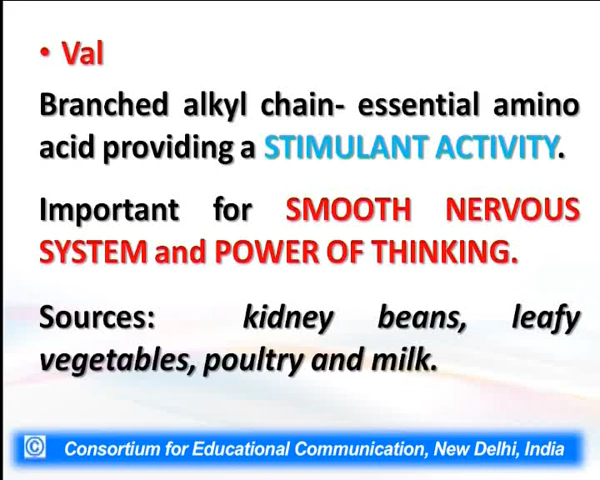 • Val
Branched alkyl chain- essential amino
acid providing a STIMULANT ACTIVITY.
Important for SMOOTH NERVOUS
SYSTEM and POWER OF THINKING.
Sources: kidney beans, leafy
vegetables, poultry and milk.
© Consortium for Educational Communication, New Delhi, India